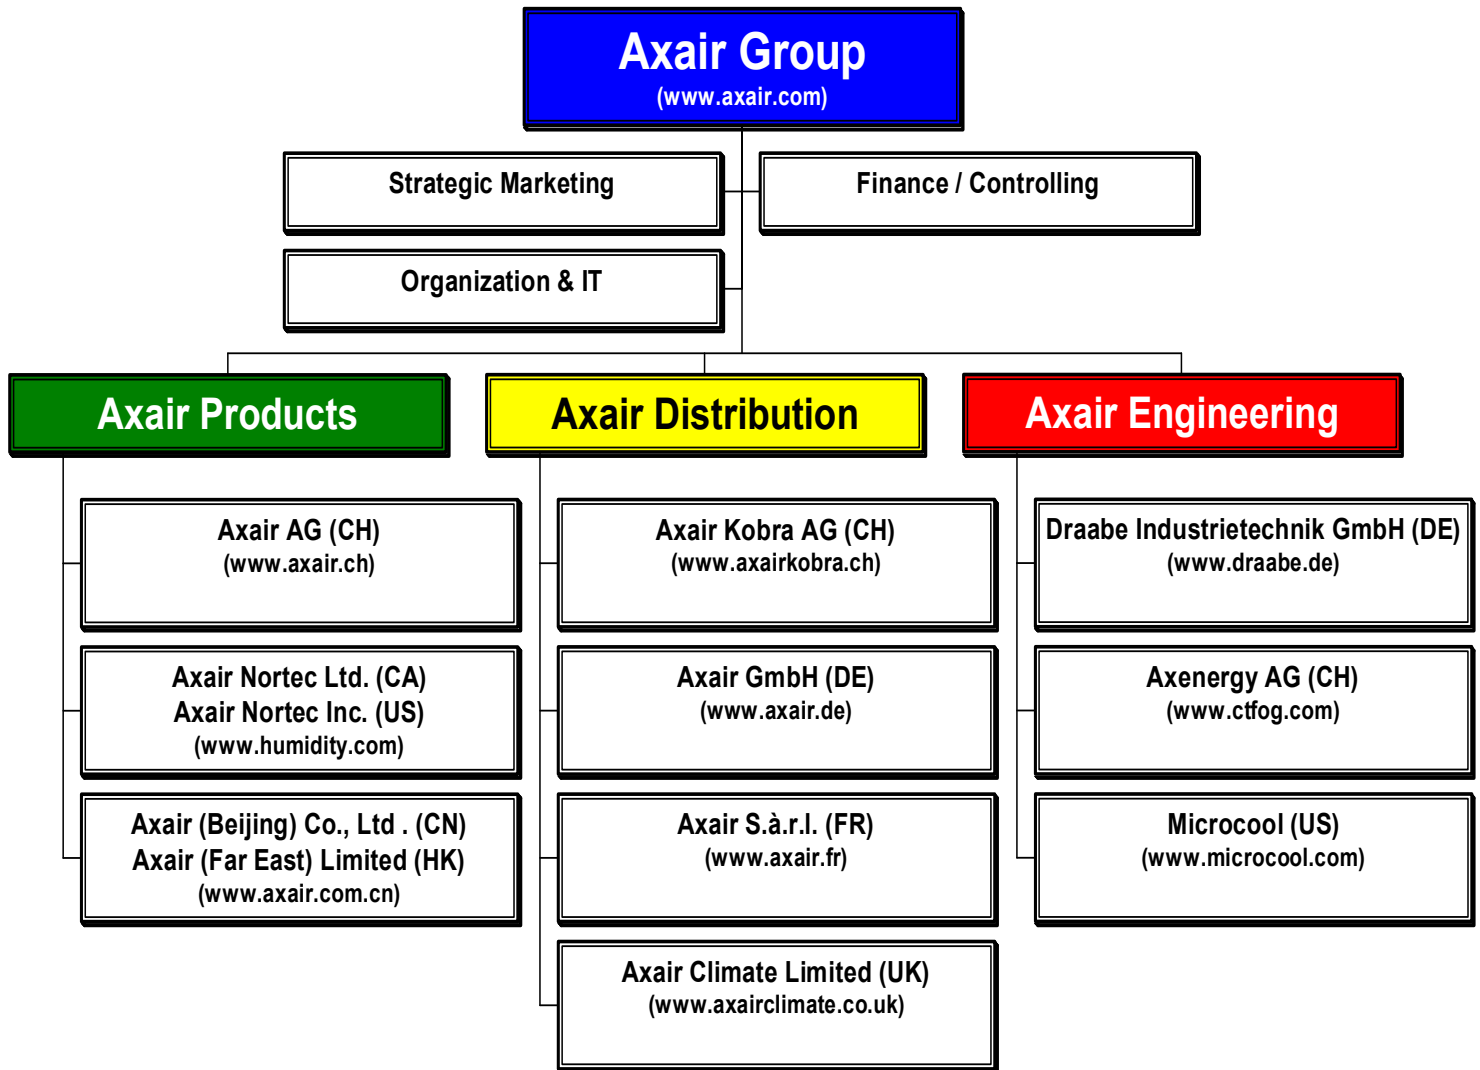 Axair Group
(www.axair.com)
Strategic Marketing
Finance / Controlling
Organization & IT
Axair Products
Axair Distribution
Axair Engineering
Axair AG (CH)
(www.axair.ch)
Axair Nortec Ltd. (CA)
Axair Nortec Inc. (US)
(www.humidity.com)
Axair (Beijing) Co., Ltd . (CN)
Axair (Far East) Limited (HK)
(www.axair.com.cn)
Axair Kobra AG (CH)
(www.axairkobra.ch)
Axair GmbH (DE)
(www.axair.de)
Axair S.à.r.l. (FR)
(www.axair.fr)
Axair Climate Limited (UK)
(www.axairclimate.co.uk)
Draabe Industrietechnik GmbH (DE)
(www.draabe.de)
Axenergy AG (CH)
(www.ctfog.com)
Microcool (US)
(www.microcool.com)